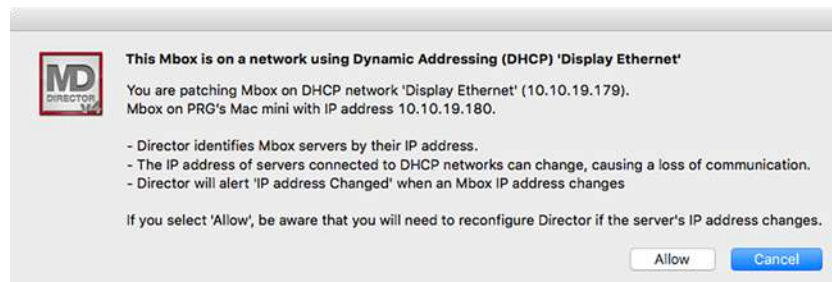 This Mbox is on a network using Dynamic Addressing (DHCP) 'Display Ethernet'
MD
DIRECTOR
V4
You are patching Mbox on DHCP network 'Display Ethernet' (10.10.19.179).
Mbox on PRG's Mac mini with IP address 10.10.19.180.
- Director identifies Mbox servers by their IP address.
- The IP address of servers connected to DHCP networks can change, causing a loss of communication.
- Director will alert 'IP address Changed' when an Mbox IP address changes
If you select 'Allow', be aware that you will need to reconfigure Director if the server's IP address changes.
Allow
Cancel